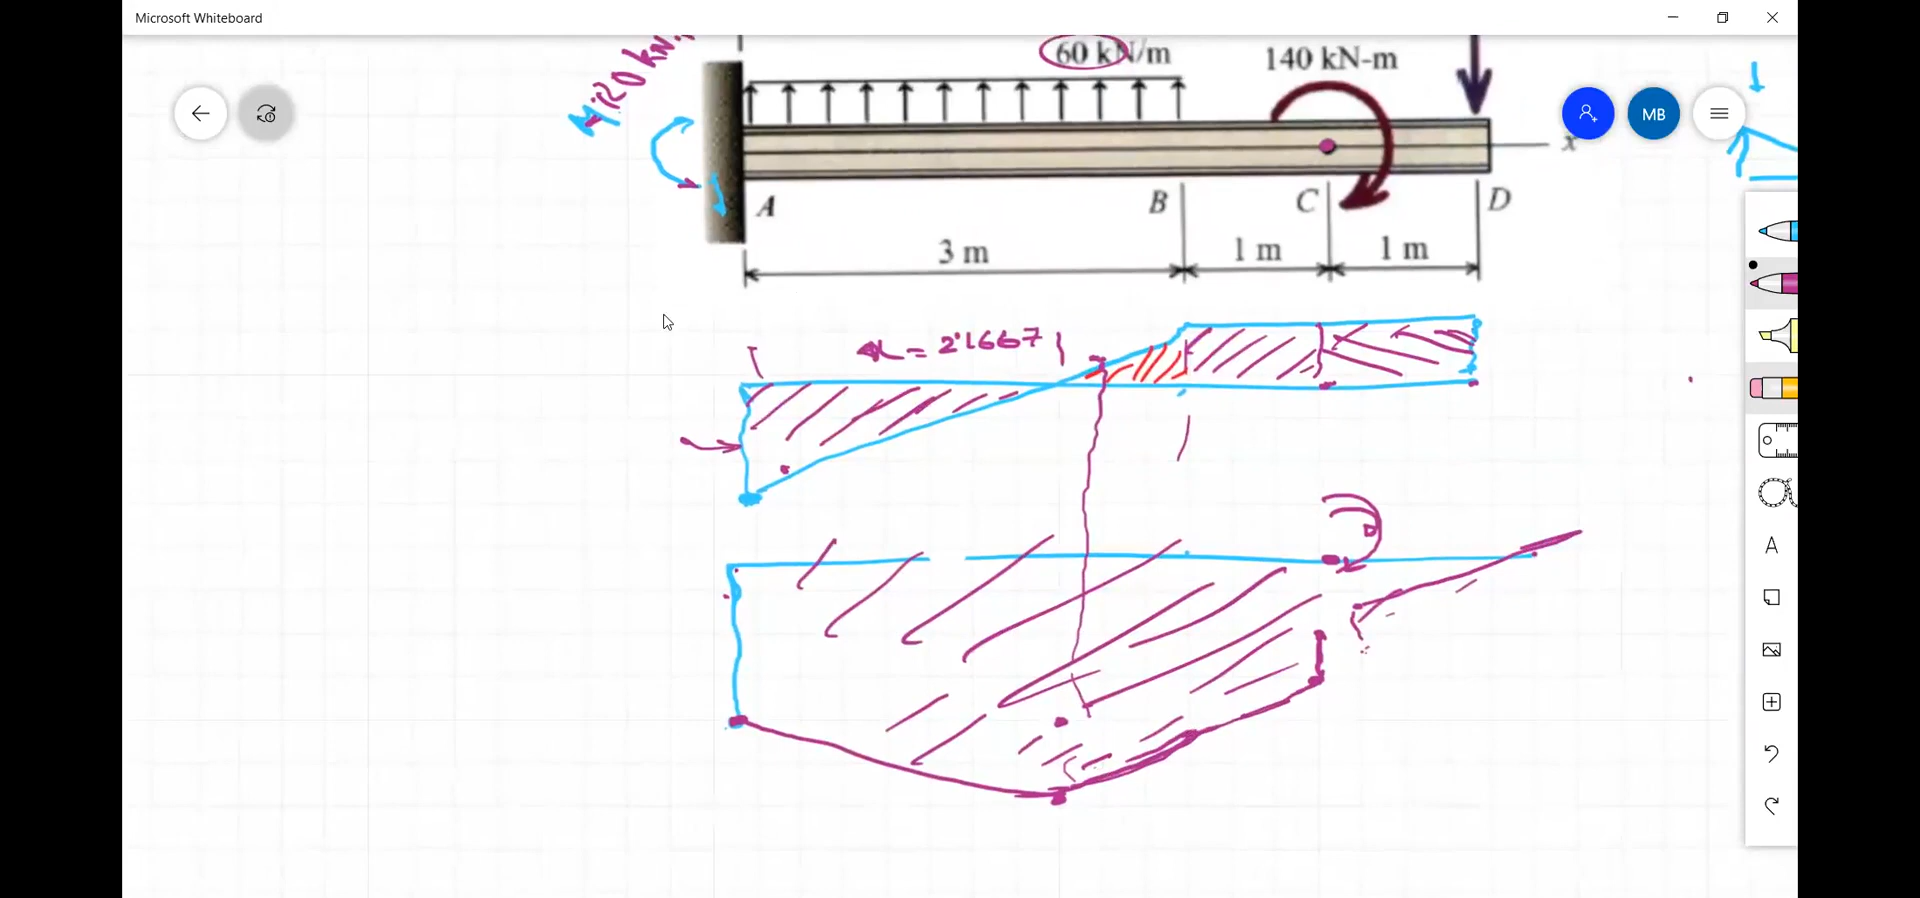 Microsoft Whiteboard
120 kN.
60 kN/m
140 kN-m
MB
x
A
B
C
D
3 m
1 m
1 m
= 2.1667
A